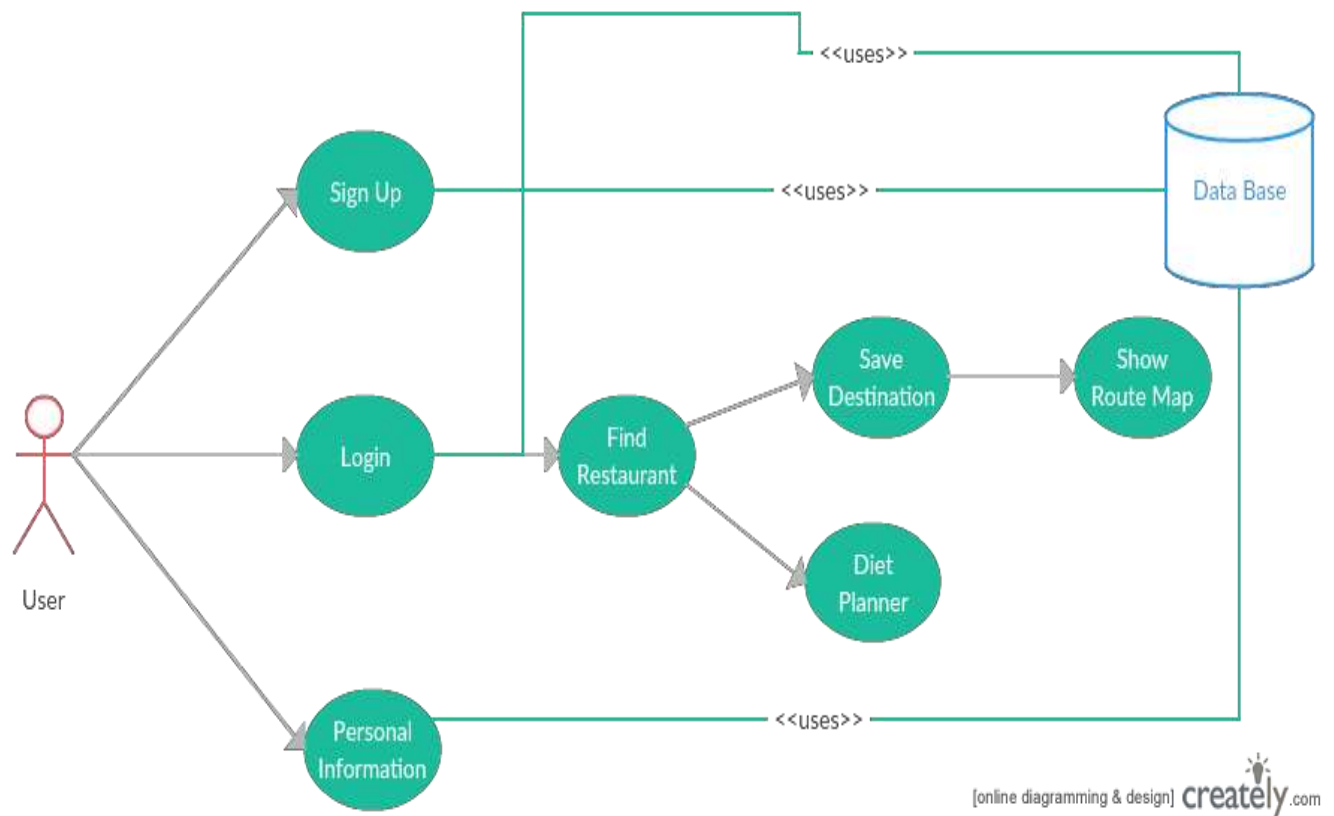 <<uses>>
Sign Up
<<uses>>
Data Base
Save
Destination
Show
Route Map
Login
Find
Restaurant
User
Diet
Planner
Personal
Information
<<uses>>
[online diagramming & design] creately.com